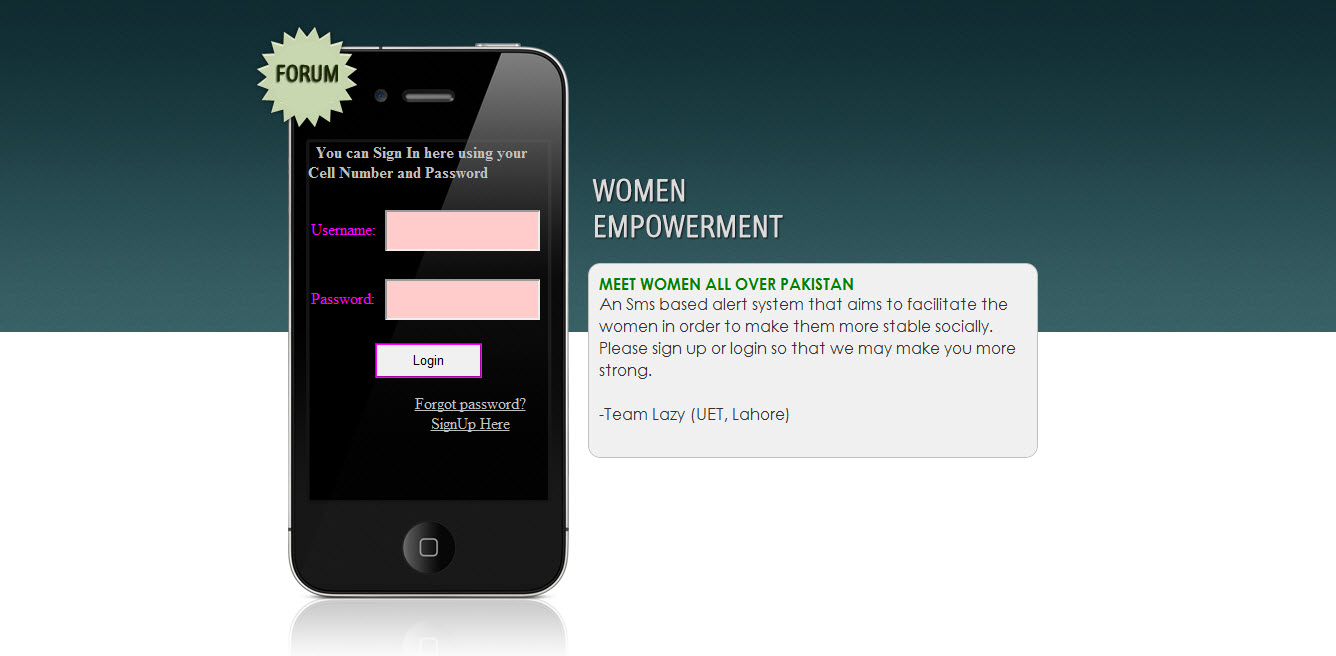 FORUM
You can Sign In here using your
Cell Number and Password
Username:
Password:
Login
Forgot password?
SignUp Here
WOMEN
EMPOWERMENT
MEET WOMEN ALL OVER PAKISTAN
An Sms based alert system that aims to facilitate the
women in order to make them more stable socially.
Please sign up or login so that we may make you more
strong.
-Team Lazy (UET, Lahore)